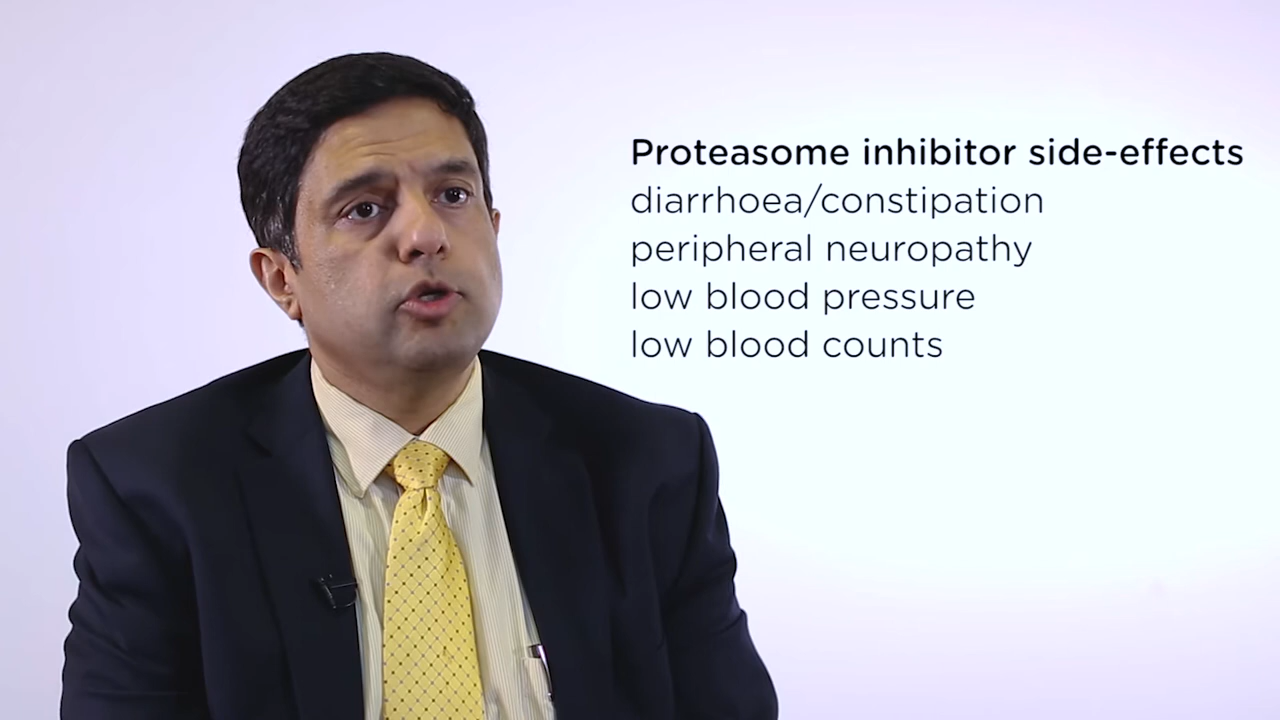 Proteasome inhibitor side-effects
diarrhoea/constipation
peripheral neuropathy
low blood pressure
low blood counts